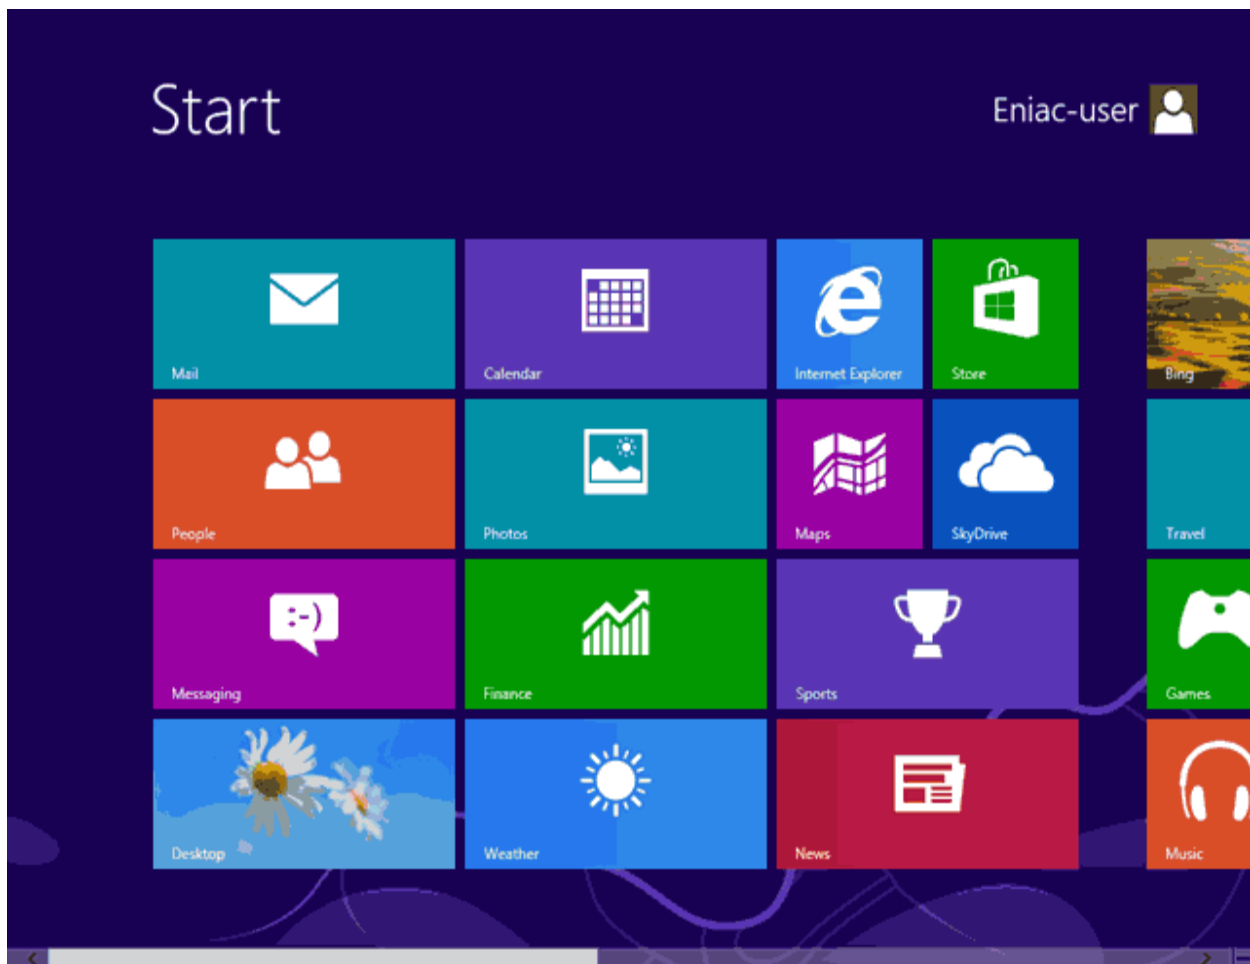 Start
Eniac-user
Mail
Calendar
Internet Explorer
Store
Bing
People
Photos
Maps
SkyDrive
Travel
:-)
Messaging
Finance
Sports
Games
Desktop
Weather
News
Music